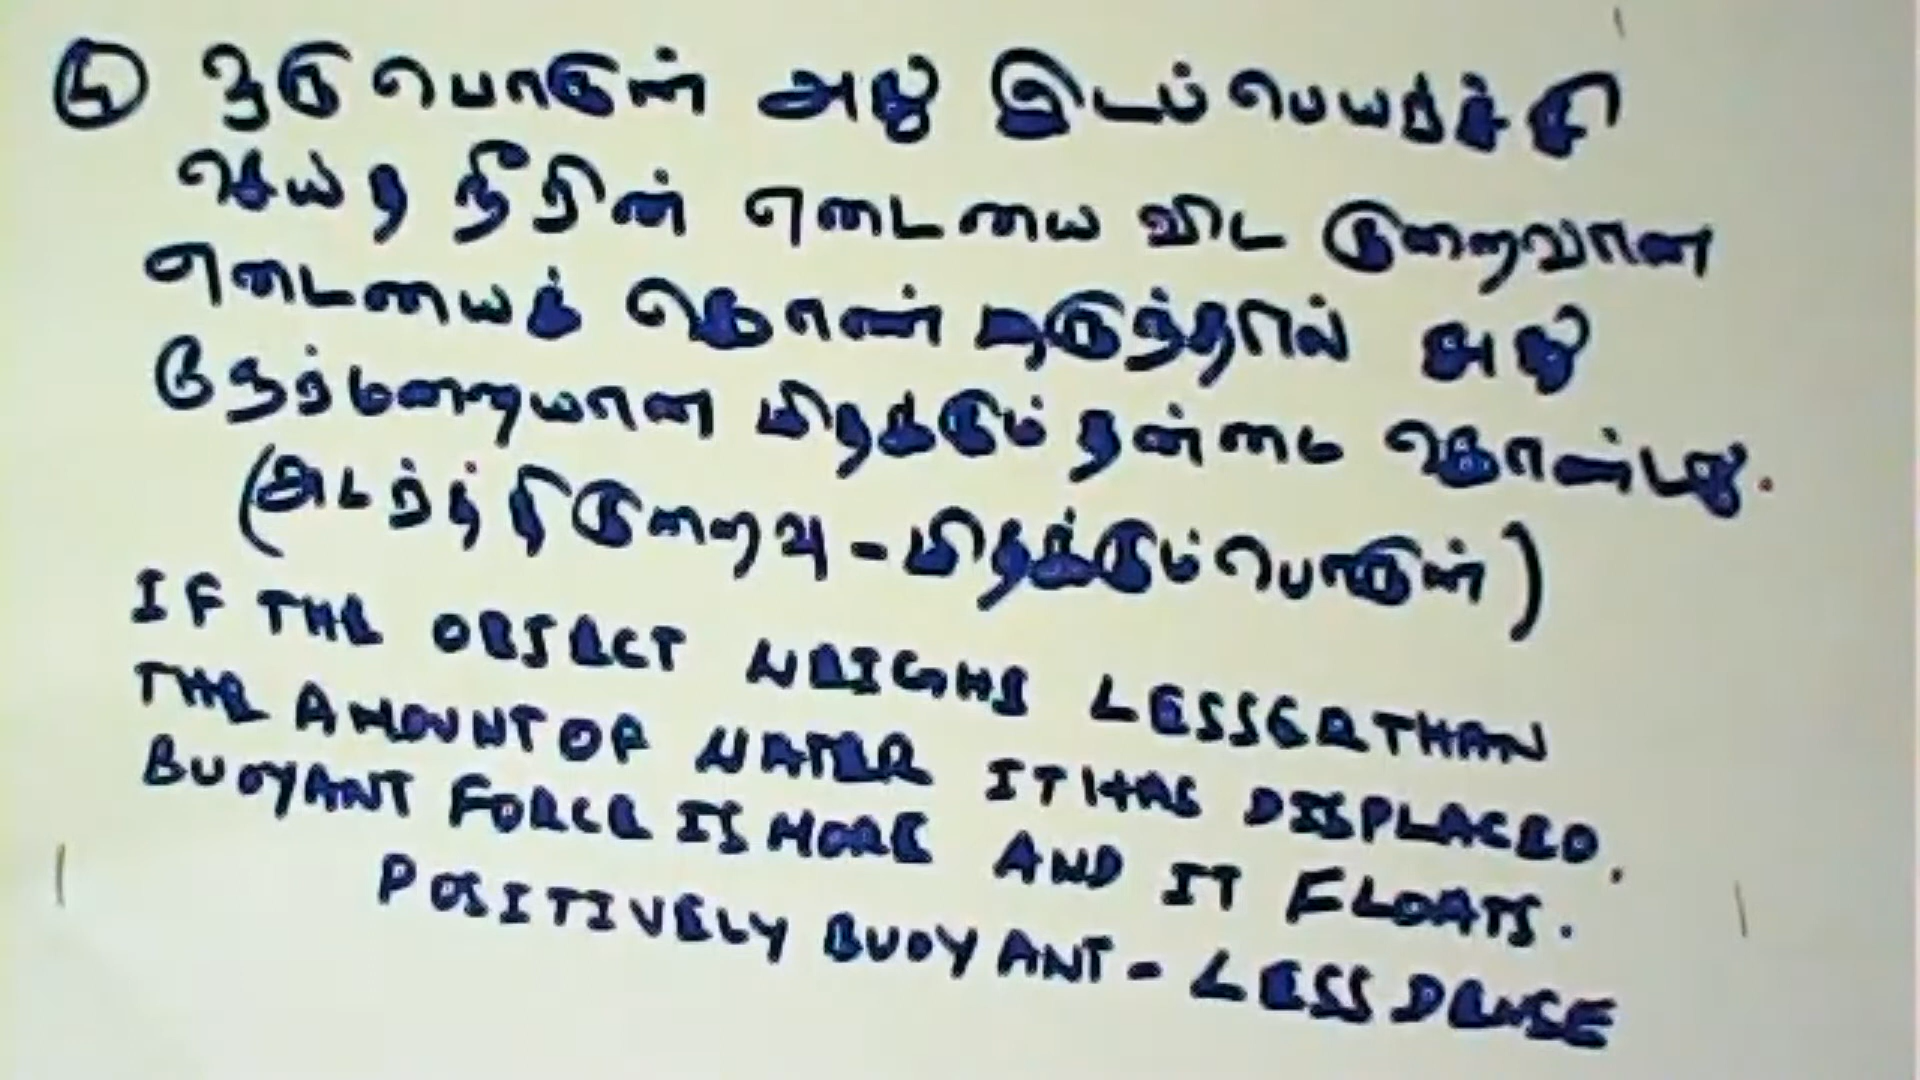 5) ஒரு பொருள் அது இடப்பெயர்ச்சி
செய்த நீரின் எடையை விட குறைவான
எடையைக் கொண்டிருந்தால் அது
நேர்மறையான மிதக்கும் தன்மை கொண்டது.
(அடர்த்தி குறைவு - மிதக்கும் பொருள்)
IF THE OBJECT WEIGHS LESSER THAN
THE AMOUNT OF WATER IT HAS DISPLACED.
BUOYANT FORCE IS MORE AND IT FLOATS.
POSITIVELY BUOYANT - LESS DENSE